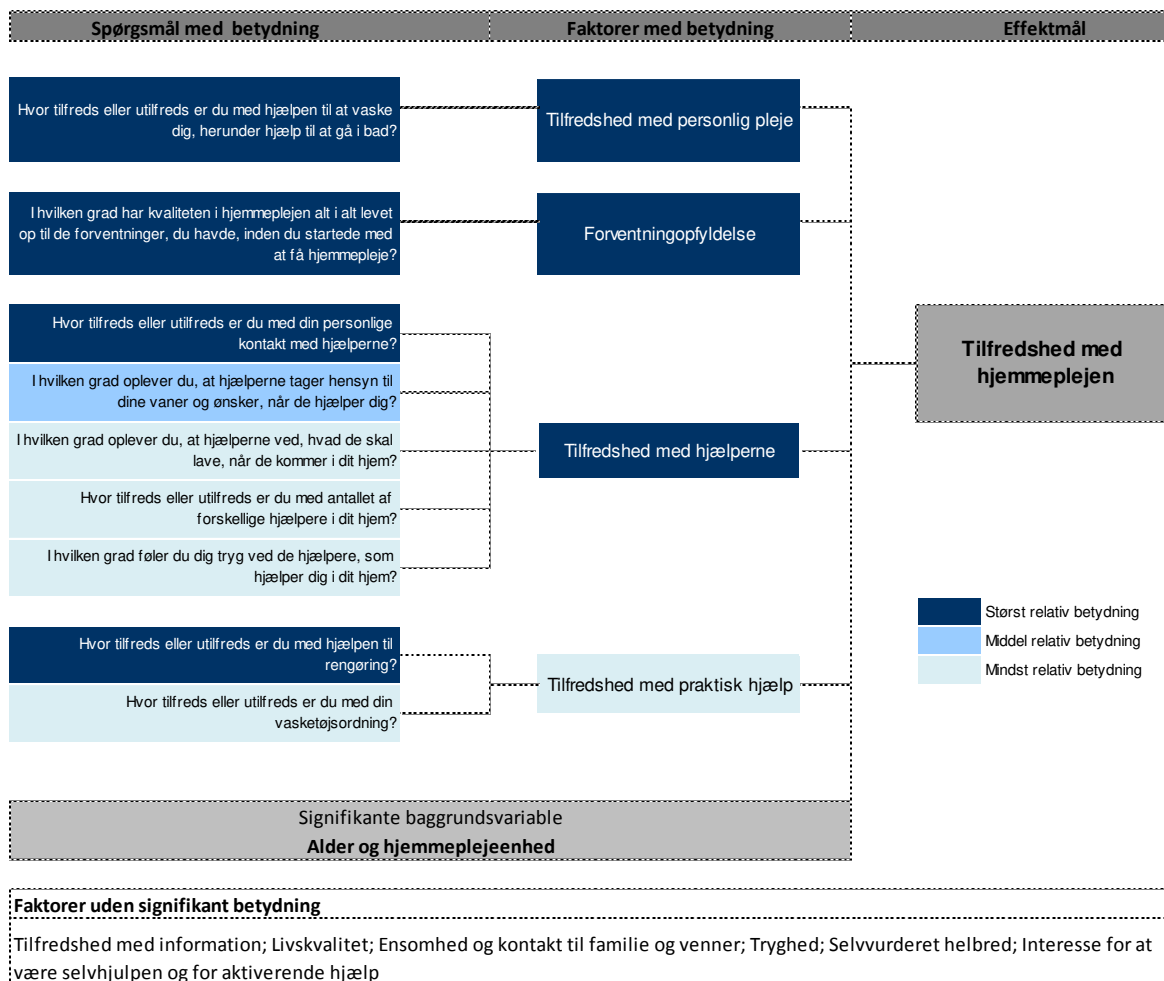 Spørgsmål med betydning
Faktorer med betydning
Effektmål
Hvor tilfreds eller utilfreds er du med hjælpen til at vaske
dig, herunder hjælp til at gå i bad?
Tilfredshed med personlig pleje
I hvilken grad har kvaliteten i hjemmeplejen alt i alt levet
op til de forventninger, du havde, inden du startede med
at få hjemmepleje?
Forventningopfyldelse
Hvor tilfreds eller utilfreds er du med din personlige
kontakt med hjælperne?
I hvilken grad oplever du, at hjælperne tager hensyn til
dine vaner og ønsker, når de hjælper dig?
I hvilken grad oplever du, at hjælperne ved, hvad de skal
lave, når de kommer i dit hjem?
Hvor tilfreds eller utilfreds er du med antallet af
forskellige hjælpere i dit hjem?
I hvilken grad føler du dig tryg ved de hjælpere, som
hjælper dig i dit hjem?
Tilfredshed med hjælperne
Tilfredshed med
hjemmeplejen
Hvor tilfreds eller utilfreds er du med hjælpen til
rengøring?
Hvor tilfreds eller utilfreds er du med din
vasketøjsordning?
Tilfredshed med praktisk hjælp
Størst relativ betydning
Middel relativ betydning
Mindst relativ betydning
Signifikante baggrundsvariable
Alder og hjemmeplejeenhed
Faktorer uden signifikant betydning
Tilfredshed med information; Livskvalitet; Ensomhed og kontakt til familie og venner; Tryghed; Selvvurderet helbred; Interesse for at
være selvhjulpen og for aktiverende hjælp